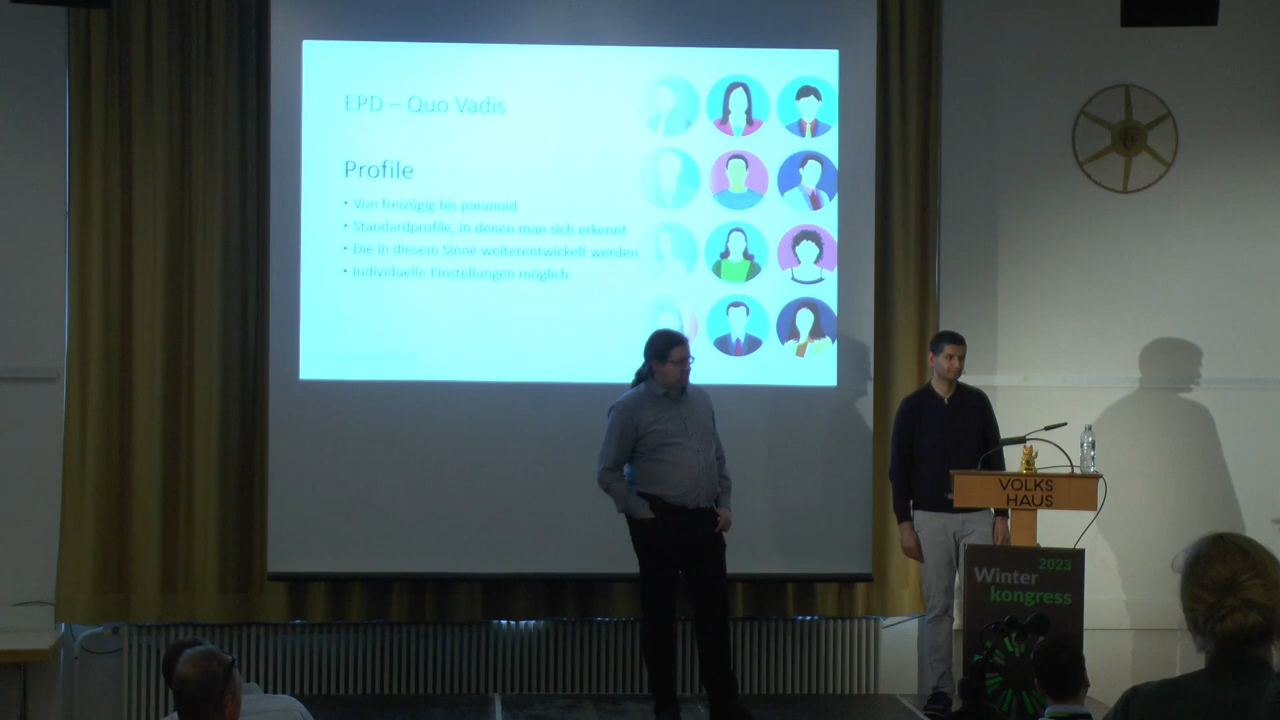 EPD – Quo Vadis
Profile
• Von freizügig bis paranoid
• Standardprofile, in denen man sich erkennt
• Die in diesem Sinne weiterentwickelt werden
• Individuelle Einstellungen möglich
VOLKS
HAUS
2023
Winter
kongress